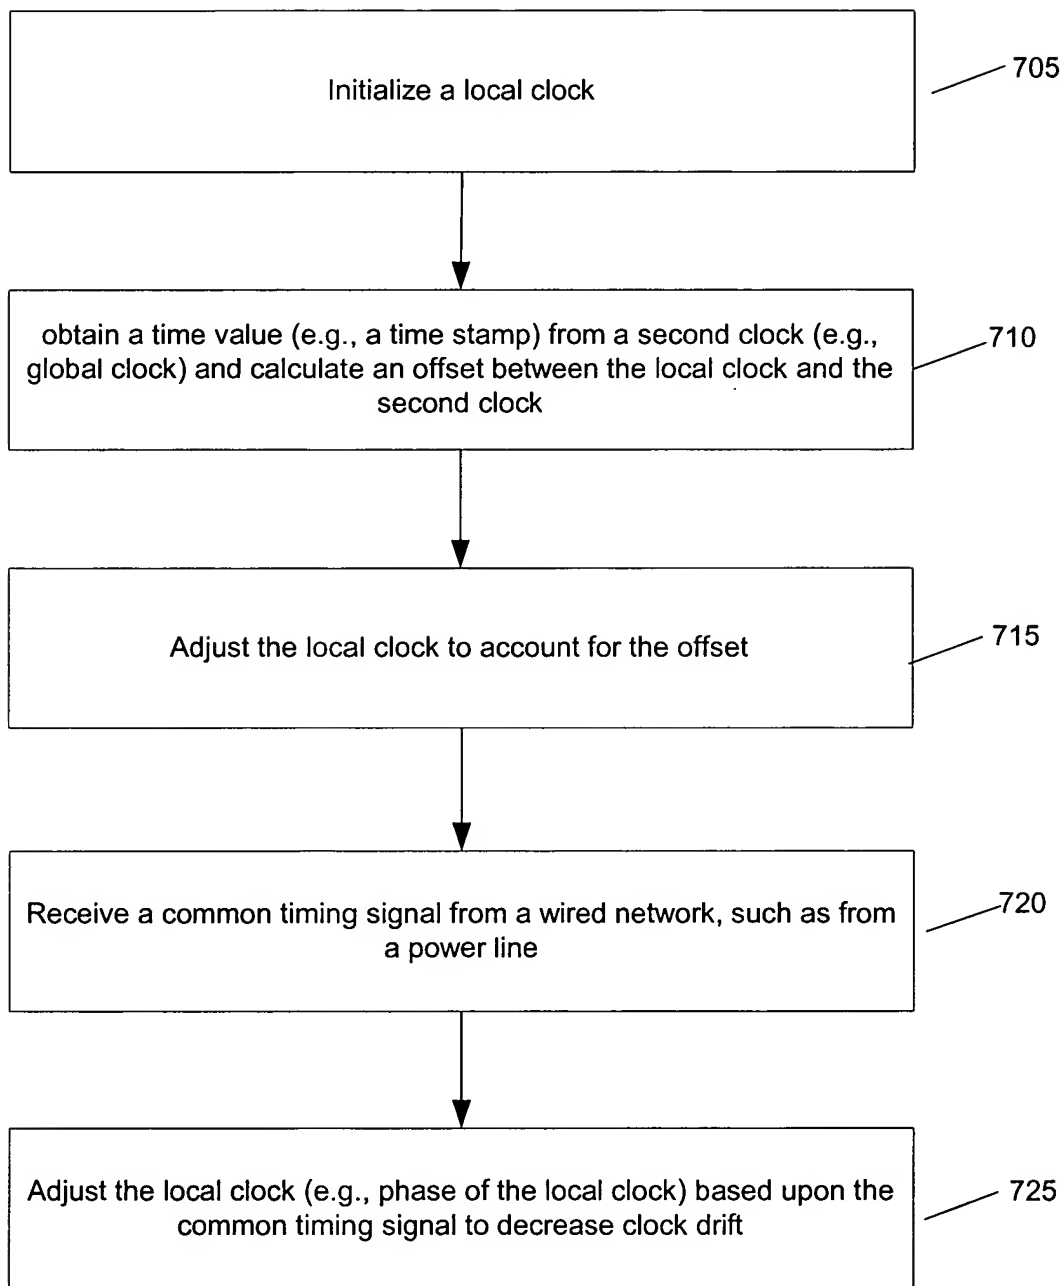 Initialize a local clock
705
obtain a time value (e.g., a time stamp) from a second clock (e.g.,
global clock) and calculate an offset between the local clock and the
second clock
710
Adjust the local clock to account for the offset
715
Receive a common timing signal from a wired network, such as from
a power line
720
Adjust the local clock (e.g., phase of the local clock) based upon the
common timing signal to decrease clock drift
725